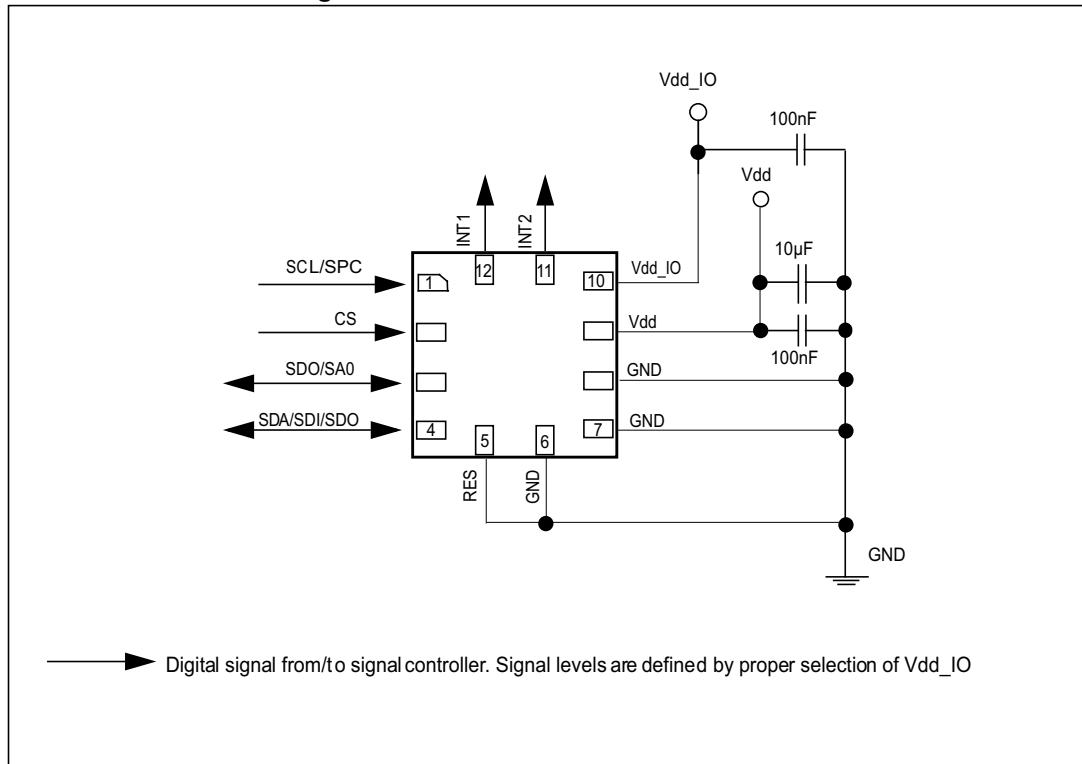 Vdd_IO
100nF
Vdd
INT1
INT2
10µF
SCL/SPC
1
12
11
10
Vdd_IO
CS
Vdd
100nF
SDO/SA0
GND
SDA/SDI/SDO
4
5
6
7
GND
RES
GND
GND
Digital signal from/to signal controller. Signal levels are defined by proper selection of Vdd_IO